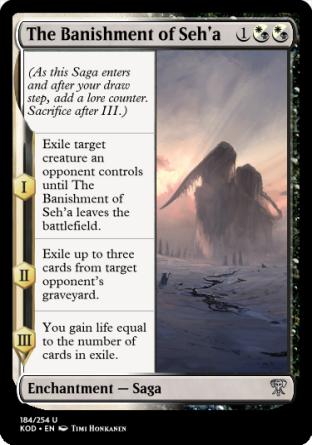 The Banishment of Seh'a 1
(As this Saga enters
and after your draw
step, add a lore counter.
Sacrifice after III.)
I
Exile target
creature an
opponent controls
until The
Banishment of
Seh'a leaves the
battlefield.
II
Exile up to three
cards from target
opponent's
graveyard.
III
You gain life equal
to the number of
cards in exile.
Enchantment — Saga
184/254 U
KOD • EN Timi Honkanen